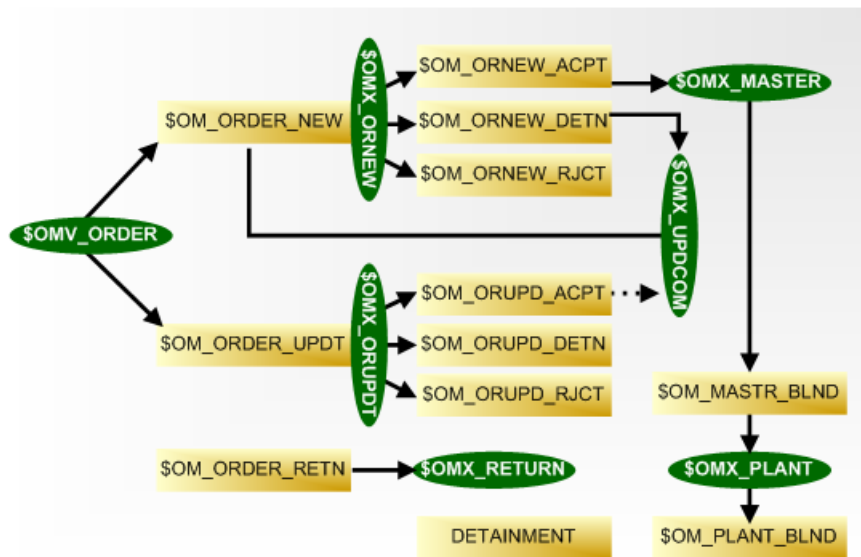 $OM_ORNEW_ACPT
$OMX_MASTER
$OMX_ORNEW
$OM_ORDER_NEW
$OM_ORNEW_DETN
$OM_ORNEW_RJCT
$OMX_UPDCOM
$OMV_ORDER
$OMX_ORUPDT
$OM_ORUPD_ACPT
$OM_ORDER_UPDT
$OM_ORUPD_DETN
$OM_ORUPD_RJCT
$OM_MASTR_BLND
$OM_ORDER_RETN
$OMX_RETURN
$OMX_PLANT
DETAINMENT
$OM_PLANT_BLND